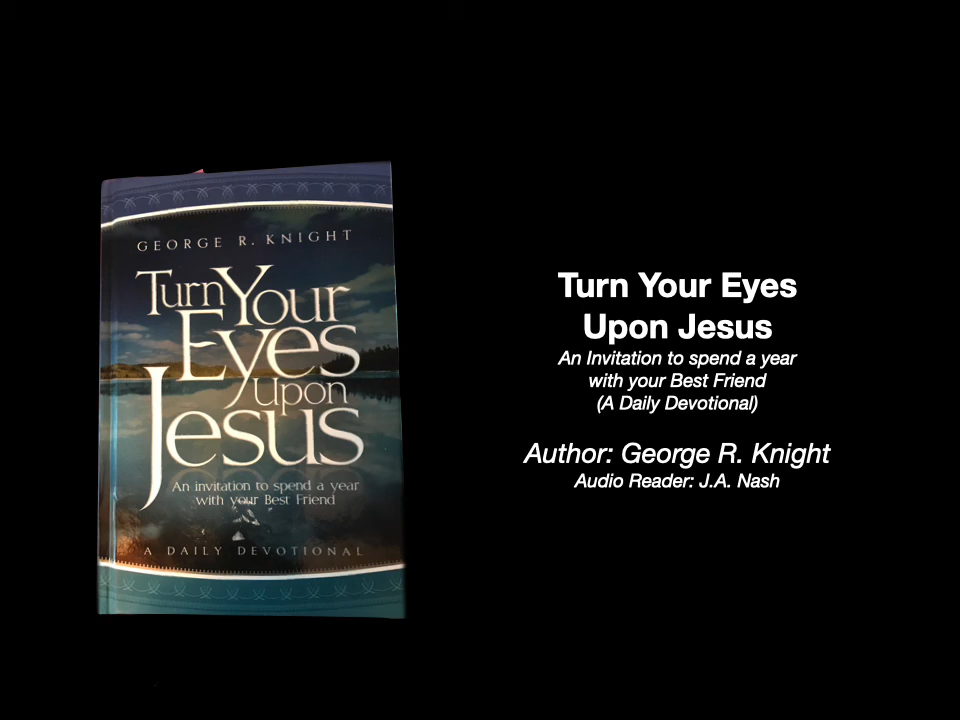 GEORGE R. KNIGHT
Turn Your
Eyes
Upon
Jesus
An invitation to spend a year
with your Best Friend
A DAILY DEVOTIONAL
Turn Your Eyes
Upon Jesus
An Invitation to spend a year
with your Best Friend
(A Daily Devotional)
Author: George R. Knight
Audio Reader: J.A. Nash